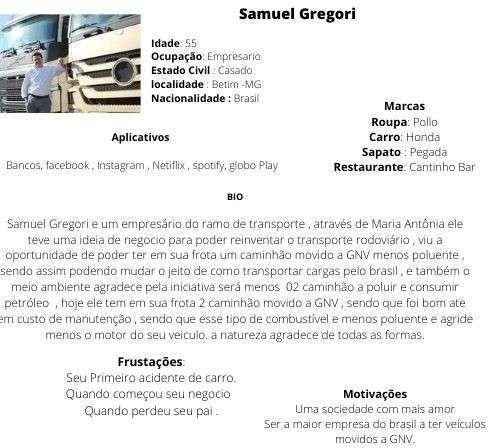 Samuel Gregori
Idade: 55
Ocupação: Empresario
Estado Civil : Casado
localidade : Betim -MG
Nacionalidade : Brasil
Marcas
Roupa: Pollo
Carro: Honda
Sapato : Pegada
Restaurante: Cantinho Bar
Aplicativos
Bancos, facebook , Instagram , Netiflix , spotify, globo Play
BIO
Samuel Gregori e um empresário do ramo de transporte , através de Maria Antônia ele
teve uma ideia de negocio para poder reinventar o transporte rodoviário , viu a
oportunidade de poder ter em sua frota um caminhão movido a GNV menos poluente ,
sendo assim podendo mudar o jeito de como transportar cargas pelo brasil , e também o
meio ambiente agradece pela iniciativa será menos 02 caminhão a poluir e consumir
petróleo , hoje ele tem em sua frota 2 caminhão movido a GNV , sendo que foi bom ate
em custo de manutenção , sendo que esse tipo de combustível e menos poluente e agride
menos o motor do seu veiculo. a natureza agradece de todas as formas.
Frustações:
Seu Primeiro acidente de carro.
Quando começou seu negocio
Quando perdeu seu pai .
Motivações
Uma sociedade com mais amor
Ser a maior empresa do brasil a ter veículos
movidos a GNV.